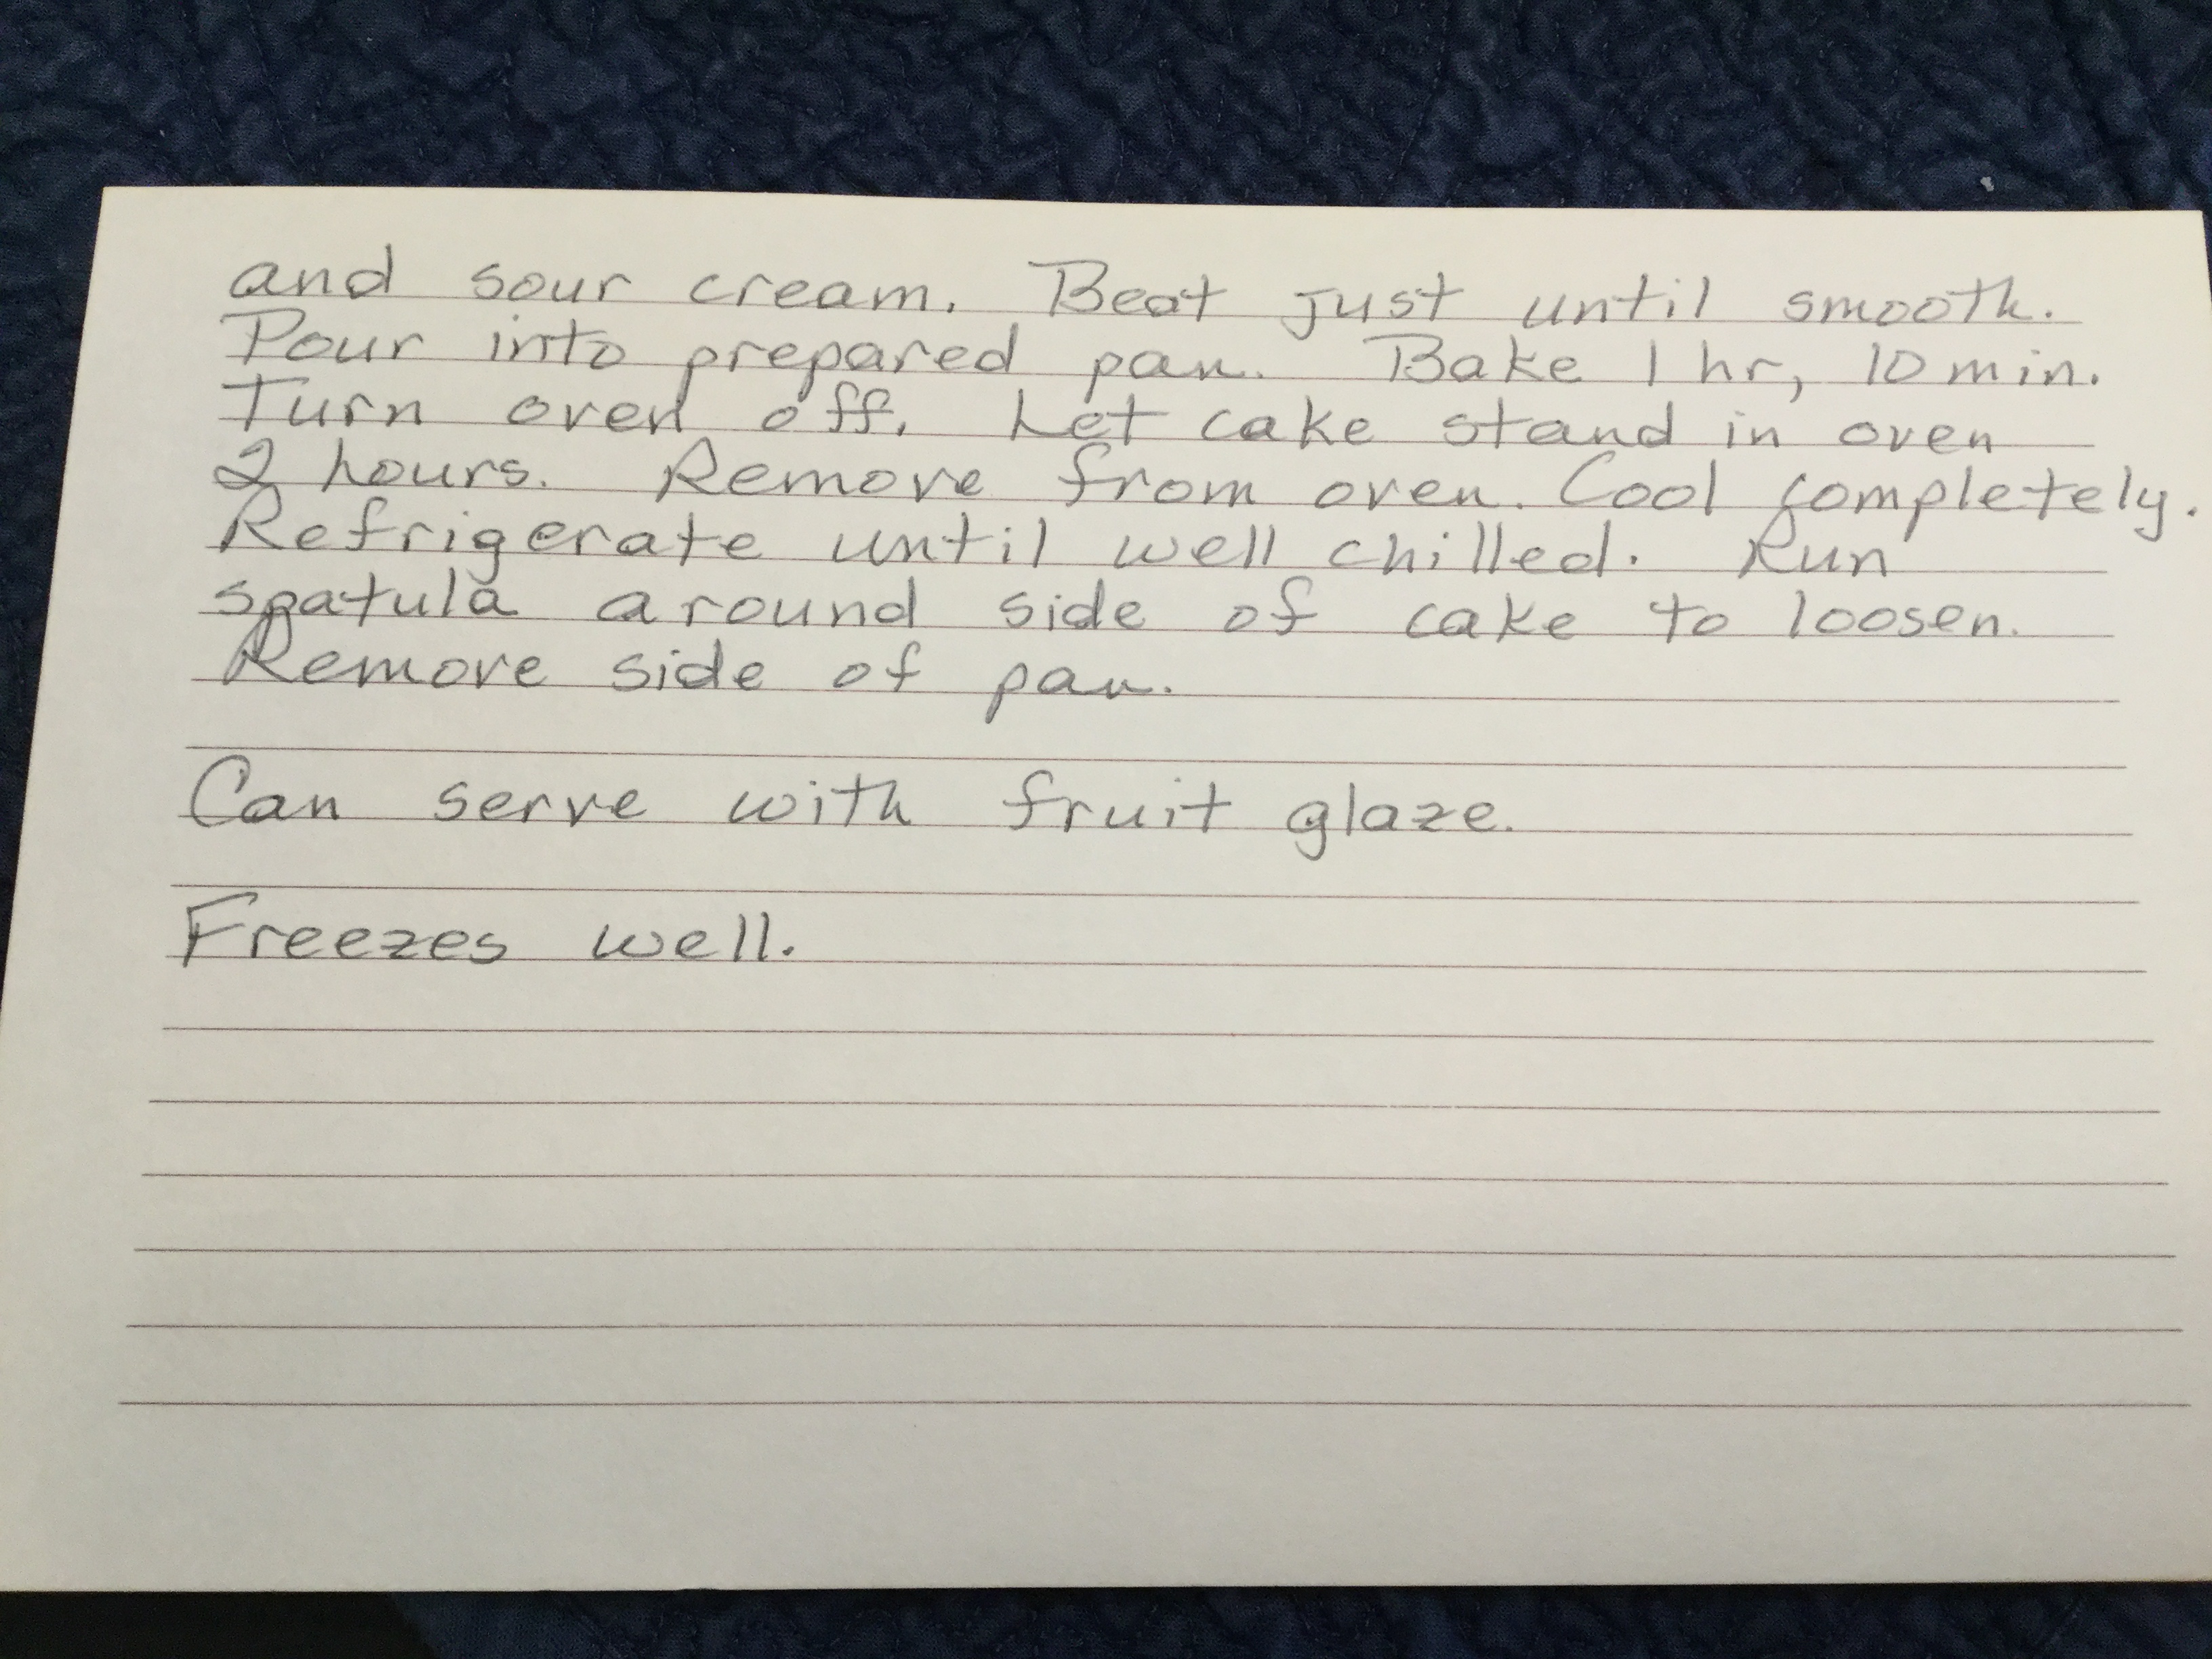 and sour cream. Beat just until smooth.
Pour into prepared pan. Bake 1 hr, 10 min.
Turn oven off. Let cake stand in oven
2 hours. Remove from oven. Cool completely.
Refrigerate until well chilled. Run
spatula around side of cake to loosen.
Remove side of pan.
Can serve with fruit glaze.
Freezes well.